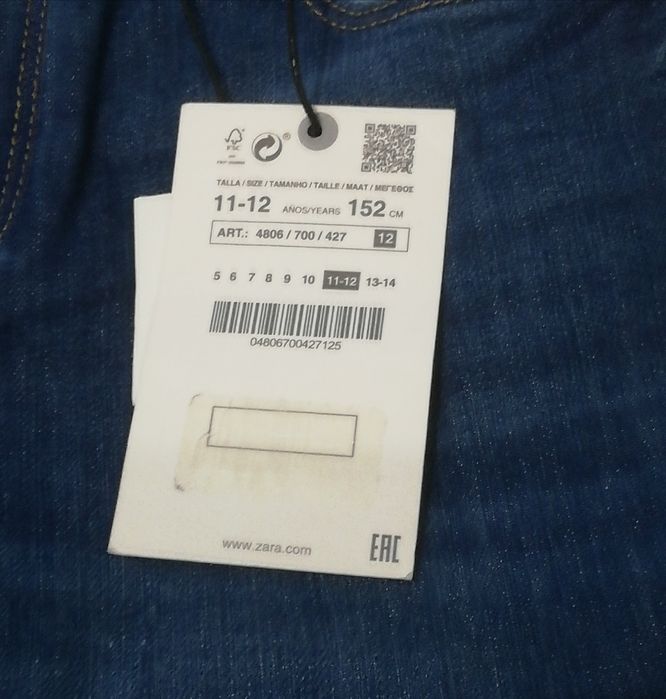 FSC
®
TALLA / SIZE / TAMANHO / TAILLE / MAAT / ΜΕΓΕΘΟΣ
11-12 AÑOS/YEARS 152 CM
ART.: 4806 / 700 / 427 12
5 6 7 8 9 10 11-12 13-14
04806700427125
www.zara.com
EAC